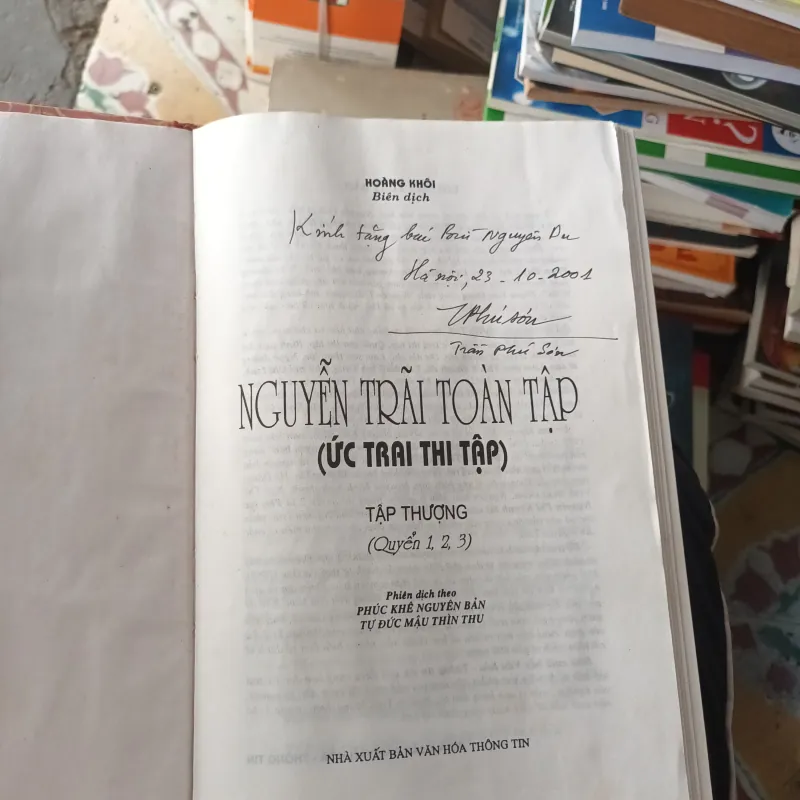 HOÀNG KHÔI
Biên dịch
Kính tặng bác Nguyễn Du
Hà nội, 23-10-2001
Trần Phú Sơn
NGUYỄN TRÃI TOÀN TẬP
(ỨC TRAI THI TẬP)
TẬP THƯỢNG
(Quyển 1, 2, 3)
Phiên dịch theo
PHÚC KHÊ NGUYÊN BẢN
TỰ ĐỨC MẬU THÌN THU
NHÀ XUẤT BẢN VĂN HÓA THÔNG TIN